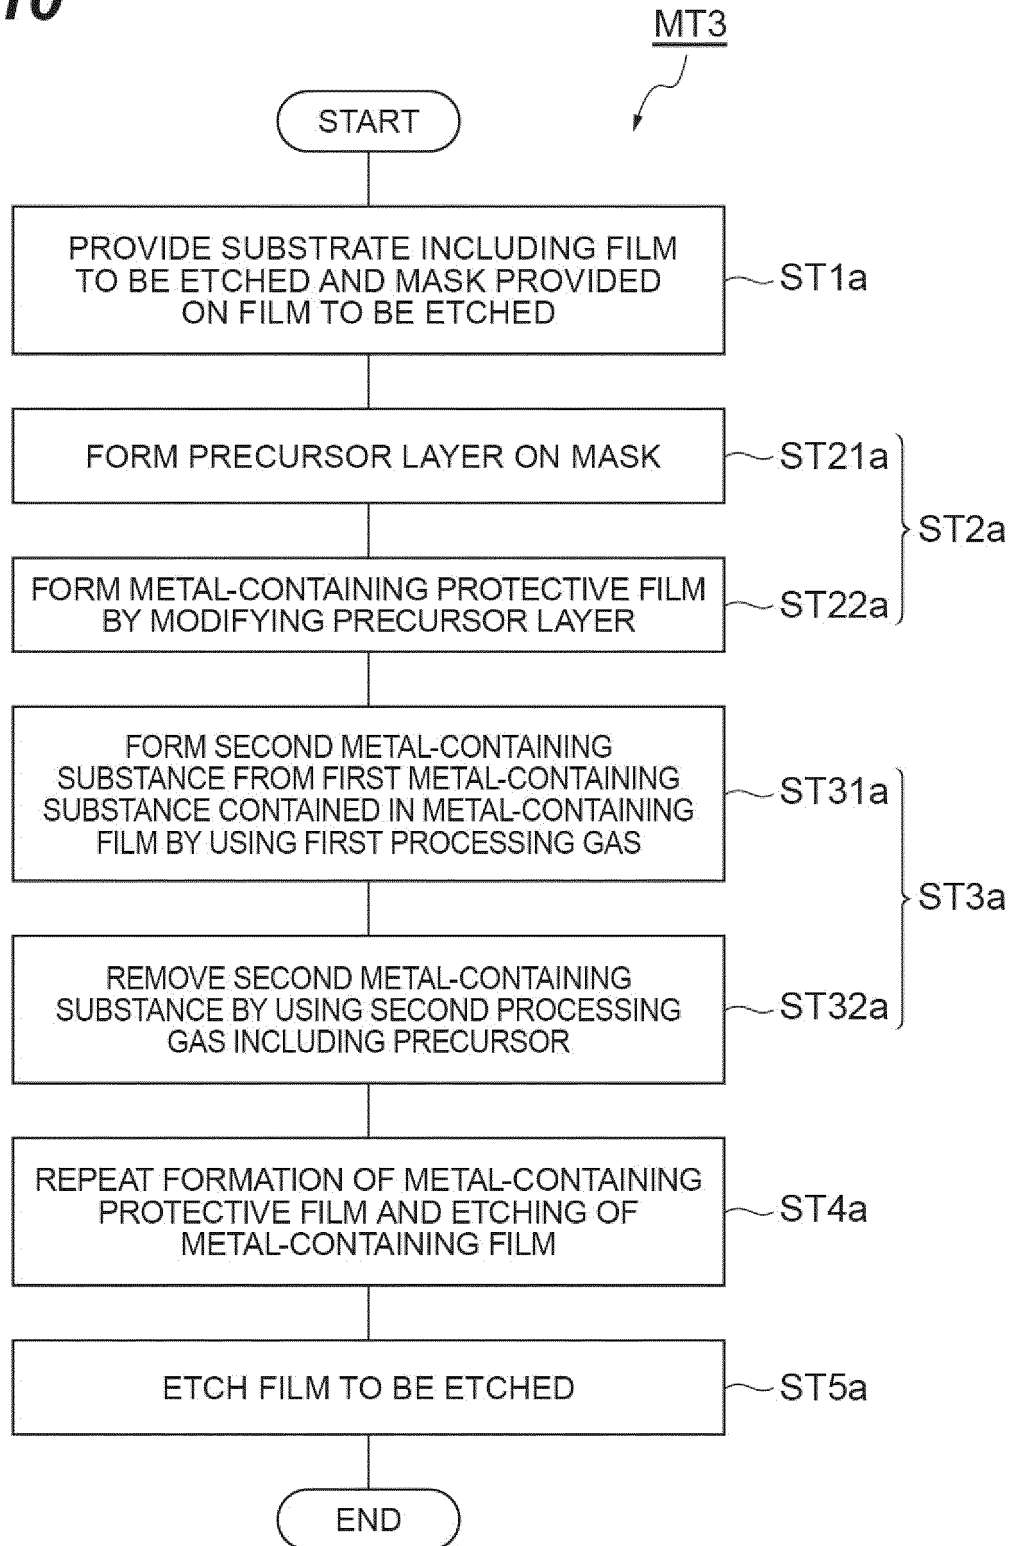 10
MT3
START
PROVIDE SUBSTRATE INCLUDING FILM
TO BE ETCHED AND MASK PROVIDED
ON FILM TO BE ETCHED
ST1a
FORM PRECURSOR LAYER ON MASK
ST21a
ST2a
FORM METAL-CONTAINING PROTECTIVE FILM
BY MODIFYING PRECURSOR LAYER
ST22a
FORM SECOND METAL-CONTAINING
SUBSTANCE FROM FIRST METAL-CONTAINING
SUBSTANCE CONTAINED IN METAL-CONTAINING
FILM BY USING FIRST PROCESSING GAS
ST31a
ST3a
REMOVE SECOND METAL-CONTAINING
SUBSTANCE BY USING SECOND PROCESSING
GAS INCLUDING PRECURSOR
ST32a
REPEAT FORMATION OF METAL-CONTAINING
PROTECTIVE FILM AND ETCHING OF
METAL-CONTAINING FILM
ST4a
ETCH FILM TO BE ETCHED
ST5a
END